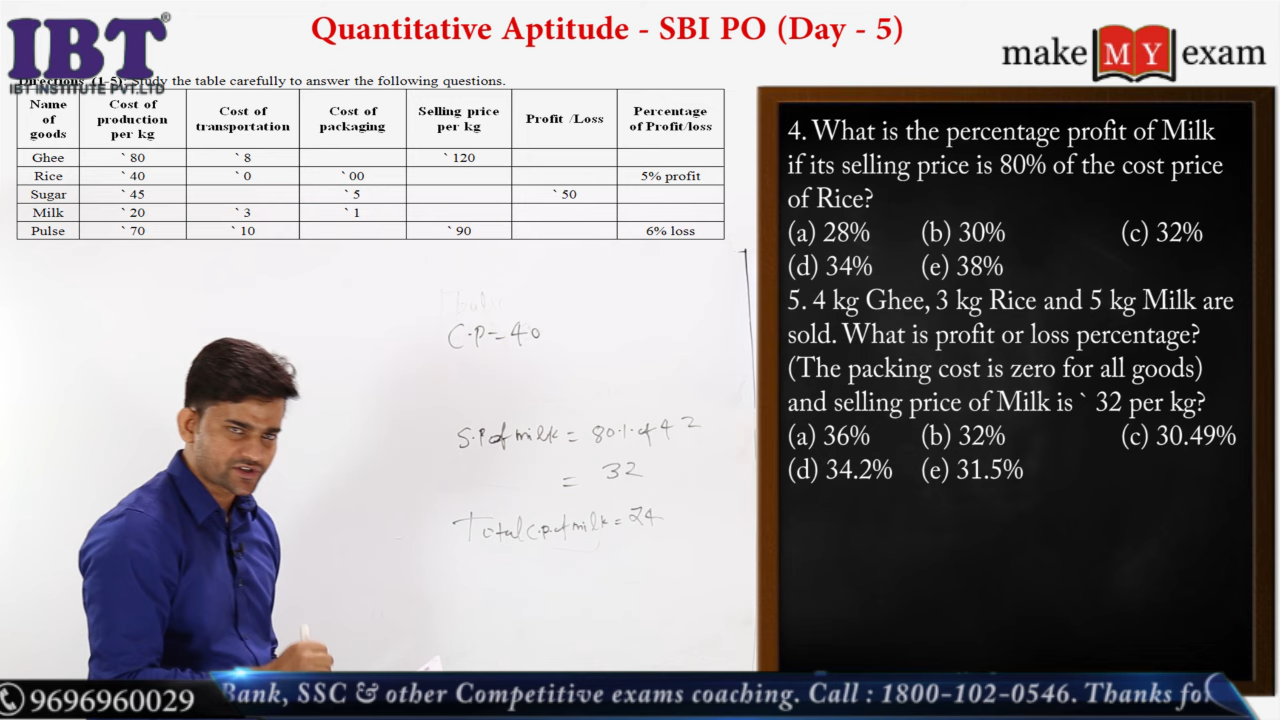 Quantitative Aptitude - SBI PO (Day - 5)
IBT®
IBT INSTITUTE PVT.LTD
make MY exam
Directions (1-5): Study the table carefully to answer the following questions.
Name of goods | Cost of production per kg | Cost of transportation | Cost of packaging | Selling price per kg | Profit /Loss | Percentage of Profit/loss
Ghee ` 80 ` 8 ` 120
Rice ` 40 ` 0 ` 00 5% profit
Sugar ` 45 ` 5 ` 50
Milk ` 20 ` 3 ` 1
Pulse ` 70 ` 10 ` 90 6% loss
C.P = 40
S.P of milk = 80% of 42
= 32
Total C.P. of milk = 24
4. What is the percentage profit of Milk
if its selling price is 80% of the cost price
of Rice?
(a) 28% (b) 30% (c) 32%
(d) 34% (e) 38%
5. 4 kg Ghee, 3 kg Rice and 5 kg Milk are
sold. What is profit or loss percentage?
(The packing cost is zero for all goods)
and selling price of Milk is ` 32 per kg?
(a) 36% (b) 32% (c) 30.49%
(d) 34.2% (e) 31.5%
9696960029
Bank, SSC & other Competitive exams coaching. Call : 1800-102-0546. Thanks fo